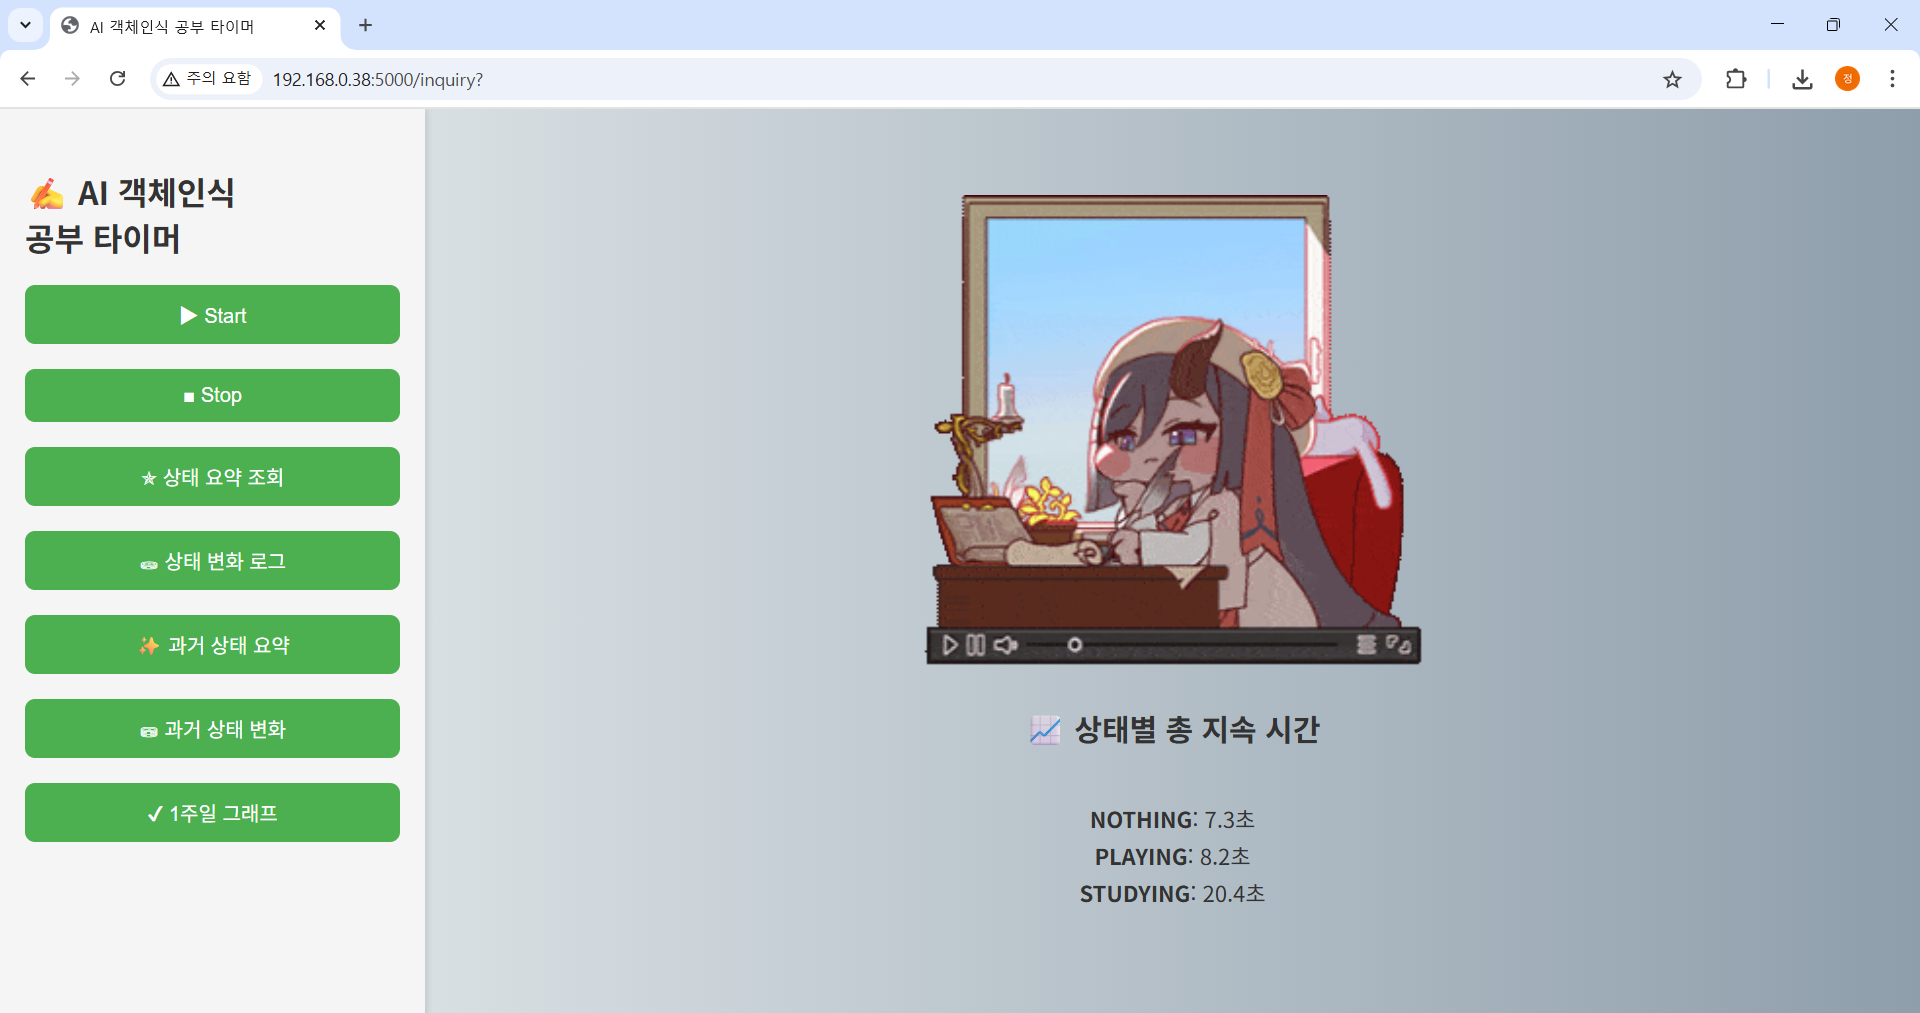 AI 객체인식 공부 타이머
주의 요함
192.168.0.38:5000/inquiry?
정
✍ AI 객체인식
공부 타이머
▶ Start
■ Stop
✯ 상태 요약 조회
상태 변화 로그
✨ 과거 상태 요약
과거 상태 변화
✓ 1주일 그래프
📈 상태별 총 지속 시간
NOTHING: 7.3초
PLAYING: 8.2초
STUDYING: 20.4초